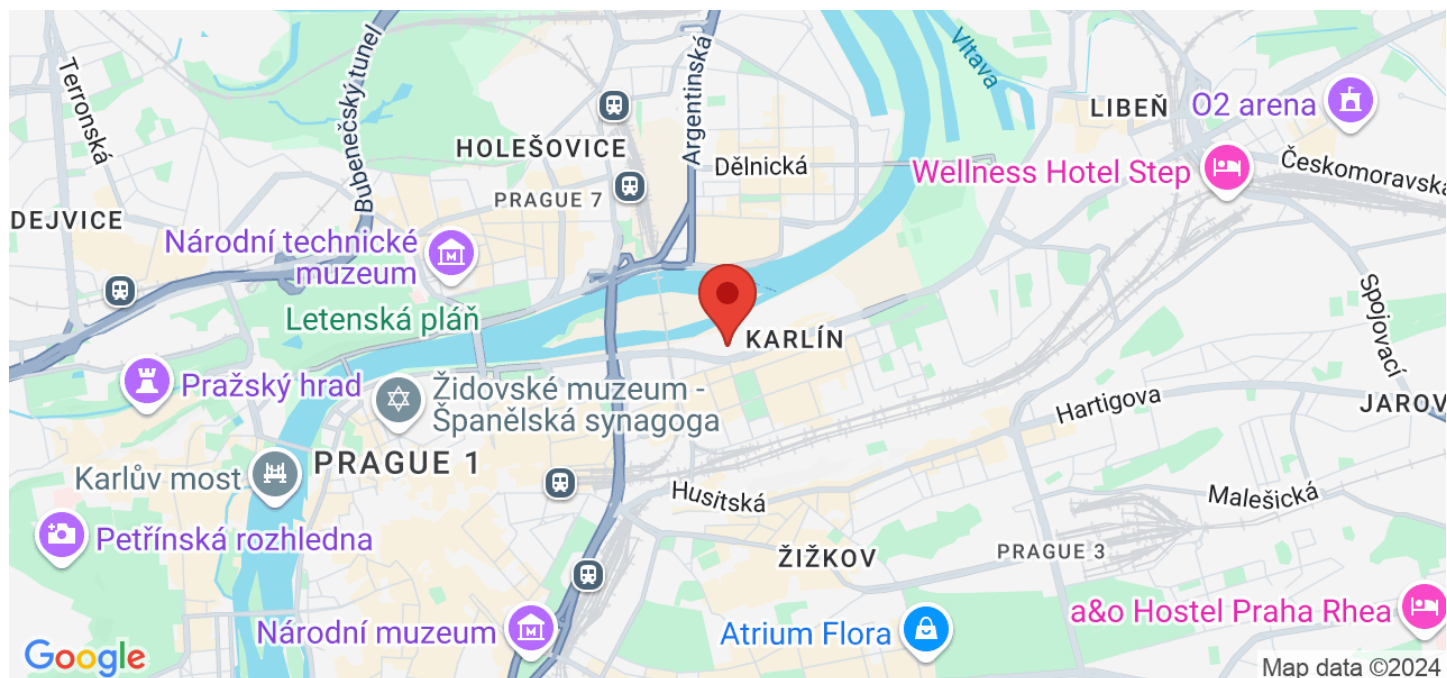 Terronská
Bubenečský tunel
Argentinská
Vltava
LIBEŇ
O2 arena
HOLEŠOVICE
Dělnická
Wellness Hotel Step
Českomoravská
PRAGUE 7
DEJVICE
Národní technické
muzeum
Letenská pláň
KARLÍN
Spojovací
Pražský hrad
Židovské muzeum -
Španělská synagoga
Hartigova
JAROV
Karlův most
PRAGUE 1
Husitská
Malešická
Petřínská rozhledna
ŽIŽKOV
PRAGUE 3
Národní muzeum
Atrium Flora
a&o Hostel Praha Rhea
Google
Map data ©2024